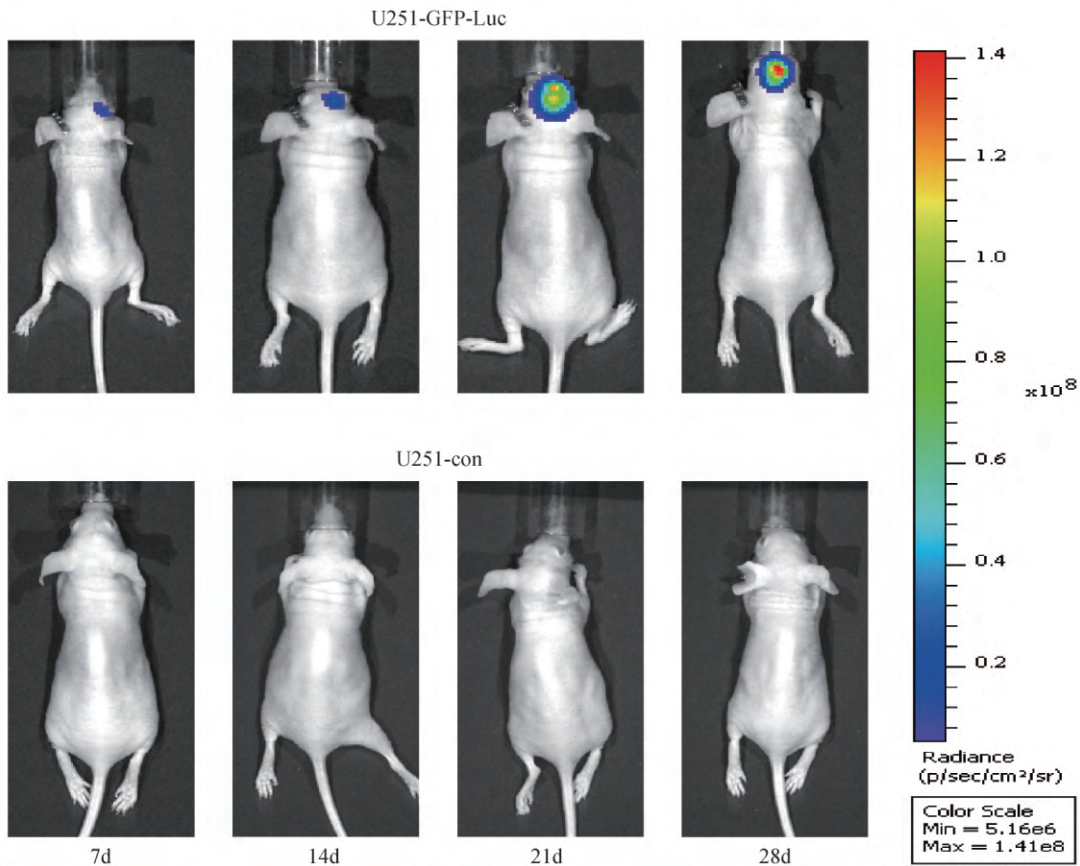 U251-GFP-Luc
1.4
1.2
1.0
0.8
x10⁸
0.6
0.4
0.2
Radiance
(p/sec/cm²/sr)
Color Scale
Min = 5.16e6
Max = 1.41e8
U251-con
7d
14d
21d
28d